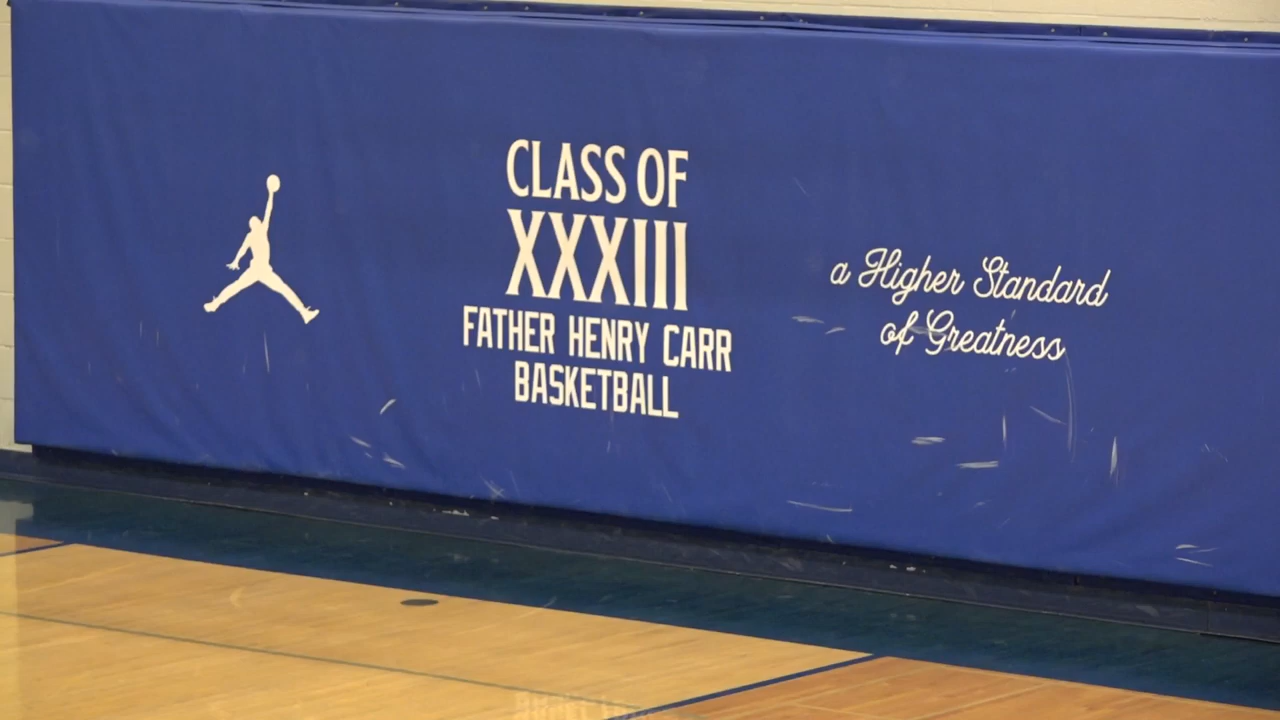 CLASS OF
XXXIII
FATHER HENRY CARR
BASKETBALL
a Higher Standard
of Greatness